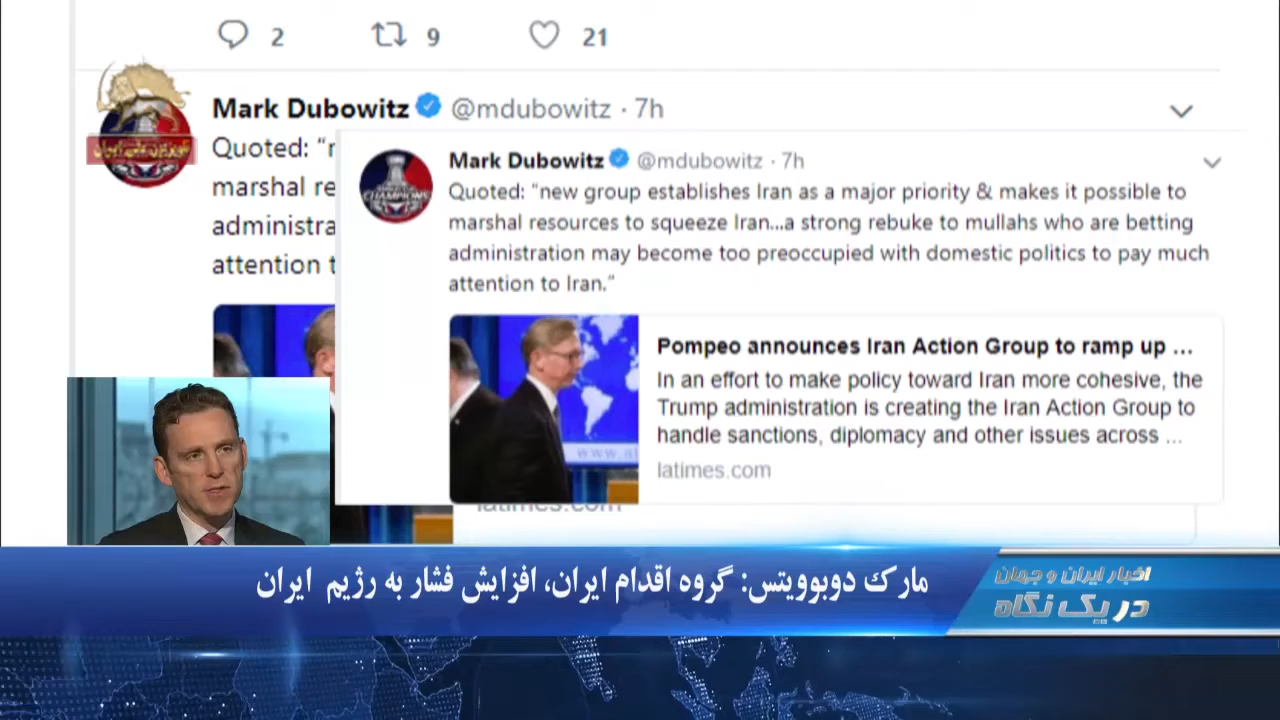 2 9 21
Mark Dubowitz @mdubowitz · 7h
Quoted: “r
marshal re
administra
attention t
Mark Dubowitz @mdubowitz · 7h
Quoted: “new group establishes Iran as a major priority & makes it possible to
marshal resources to squeeze Iran...a strong rebuke to mullahs who are betting
administration may become too preoccupied with domestic politics to pay much
attention to Iran.”
CHAMPIONS
Pompeo announces Iran Action Group to ramp up ...
In an effort to make policy toward Iran more cohesive, the
Trump administration is creating the Iran Action Group to
handle sanctions, diplomacy and other issues across ...
latimes.com
latimes.com
مارک دوبوویتس: گروه اقدام ایران، افزایش فشار به رژیم ایران
اخبار ایران و جهان
در یک نگاه